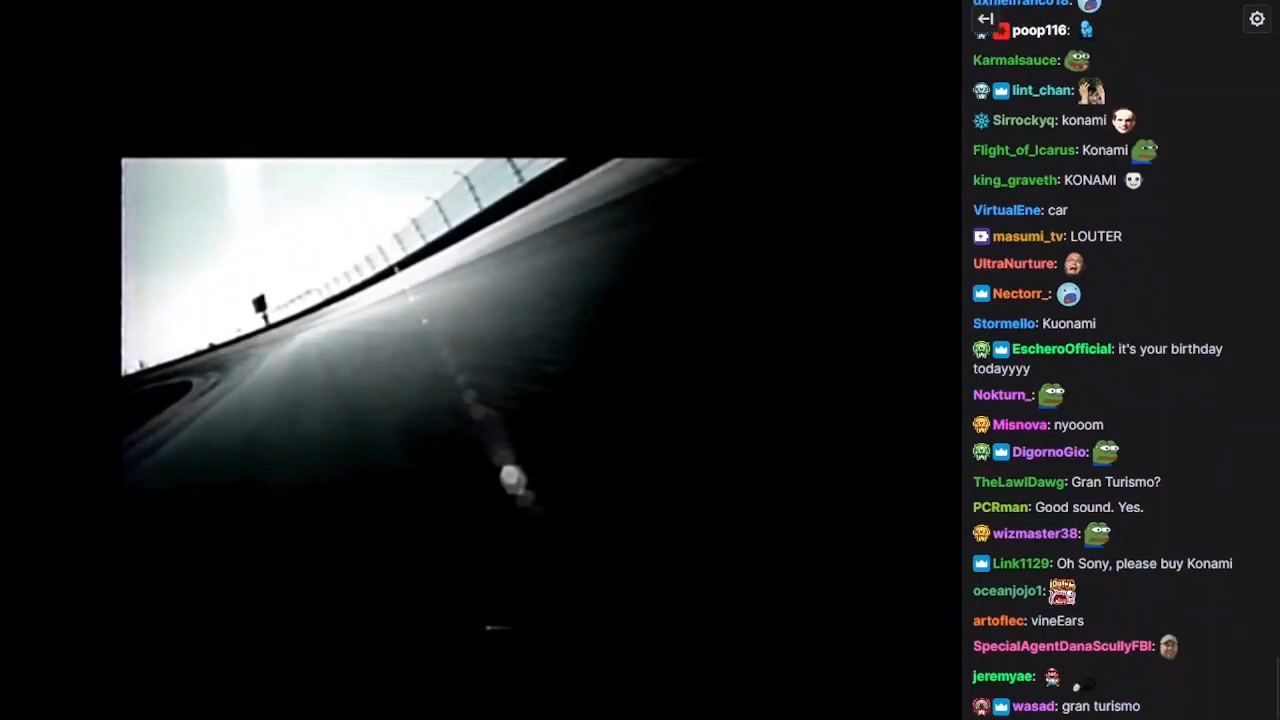 poop116:
Karmalsauce:
lint_chan:
Sirrockyq: konami
Flight_of_Icarus: Konami
king_graveth: KONAMI
VirtualEne: car
masumi_tv: LOUTER
UltraNurture:
Nectorr_:
Stormello: Kuonami
EscheroOfficial: it's your birthday
todayyyy
Nokturn_:
Misnova: nyooom
DigornoGio:
TheLawlDawg: Gran Turismo?
PCRman: Good sound. Yes.
wizmaster38:
Link1129: Oh Sony, please buy Konami
oceanjojo1:
artoflec: vineEars
SpecialAgentDanaScullyFBI:
jeremyae:
wasad: gran turismo